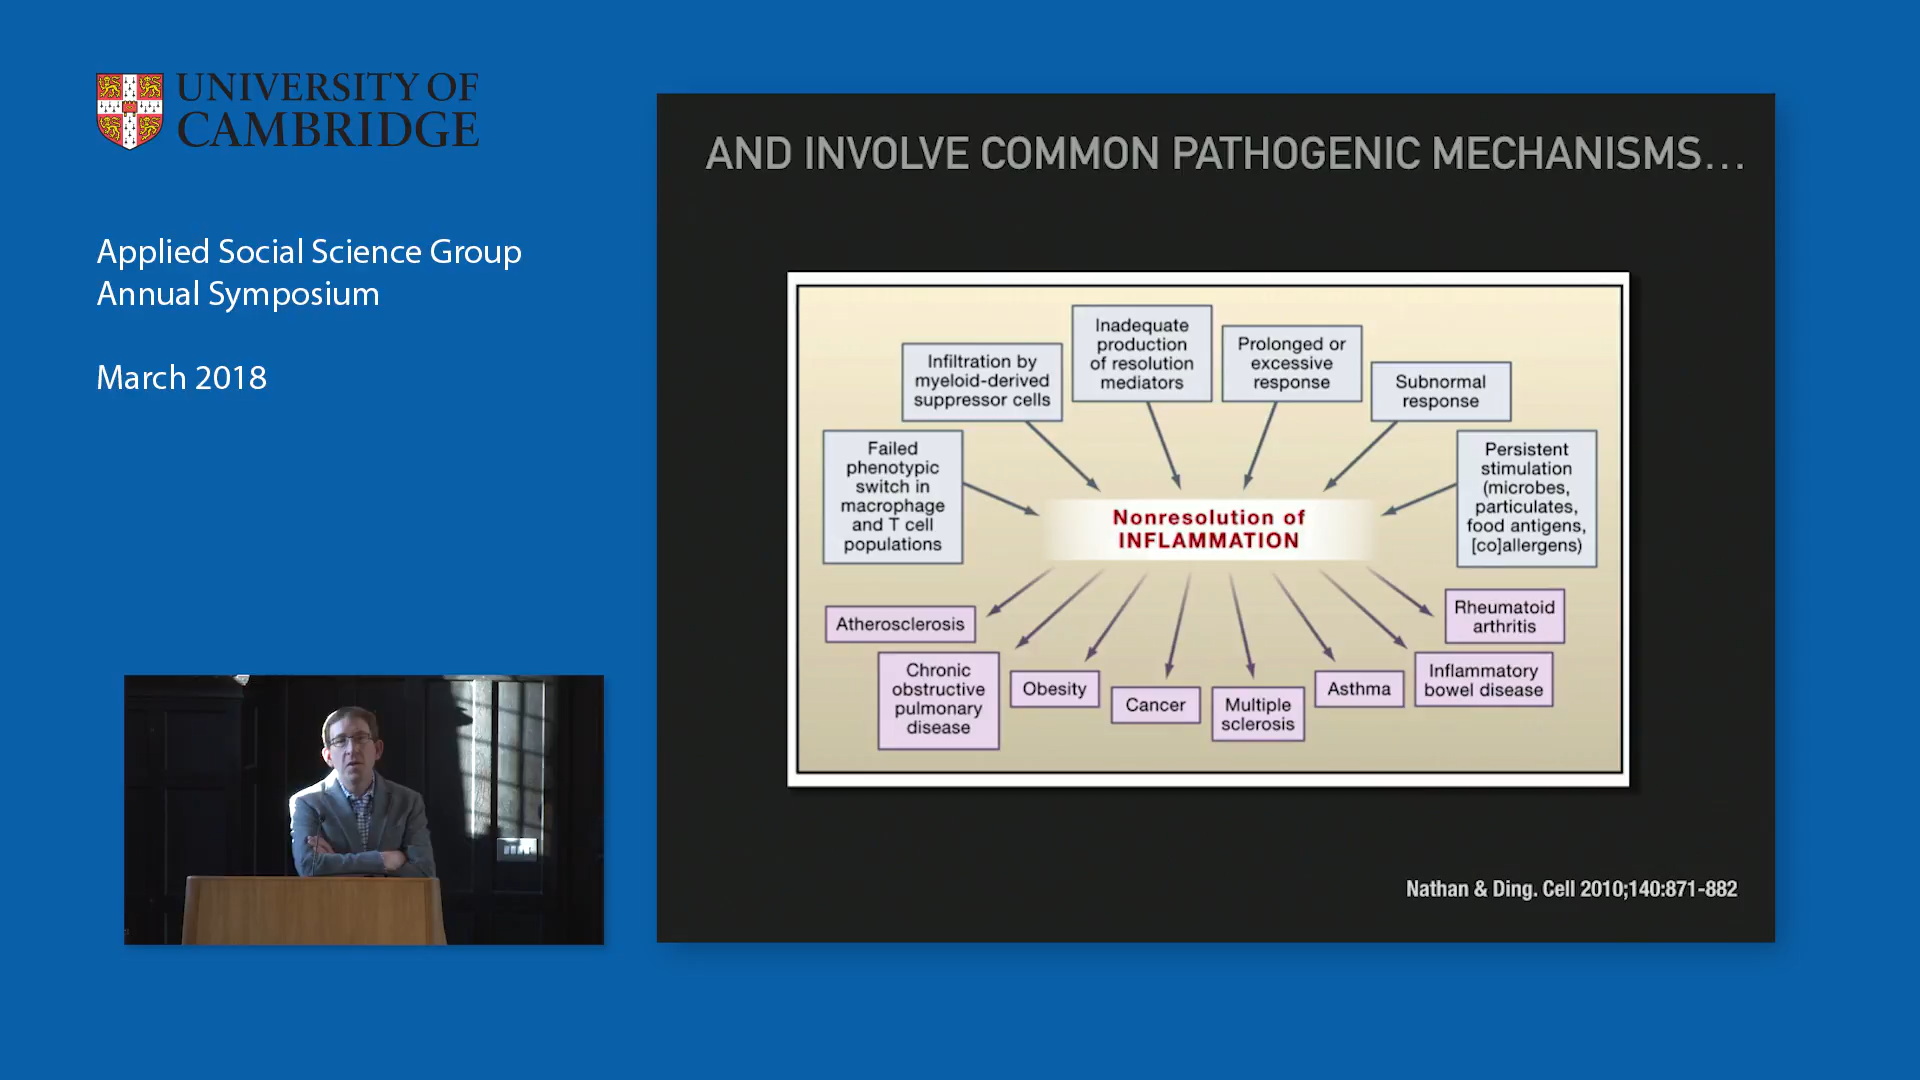 UNIVERSITY OF
CAMBRIDGE
Applied Social Science Group
Annual Symposium
March 2018
AND INVOLVE COMMON PATHOGENIC MECHANISMS...
Failed
phenotypic
switch in
macrophage
and T cell
populations
Infiltration by
myeloid-derived
suppressor cells
Inadequate
production
of resolution
mediators
Prolonged or
excessive
response
Subnormal
response
Persistent
stimulation
(microbes,
particulates,
food antigens,
[co]allergens)
Nonresolution of
INFLAMMATION
Atherosclerosis
Chronic
obstructive
pulmonary
disease
Obesity
Cancer
Multiple
sclerosis
Asthma
Inflammatory
bowel disease
Rheumatoid
arthritis
Nathan & Ding. Cell 2010;140:871-882